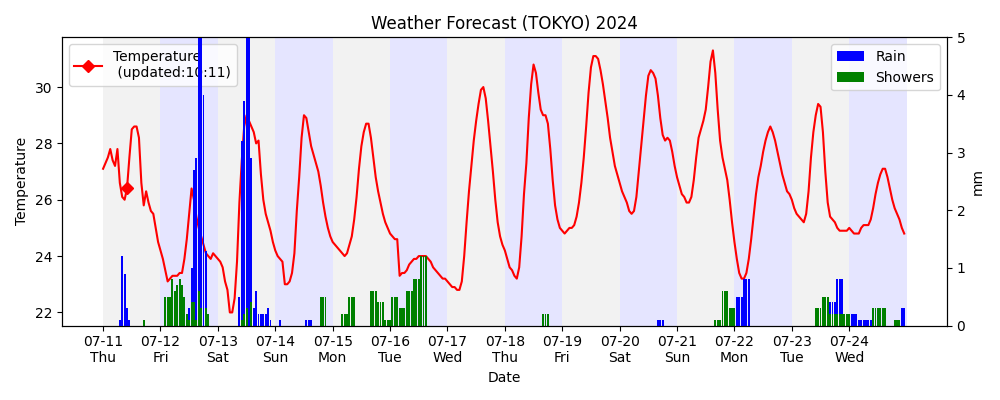 Weather Forecast (TOKYO) 2024
Temperature
(updated:10:11)
Rain
Showers
Temperature
30
28
26
24
22
5
4
3
2
1
0
mm
07-11 07-12 07-13 07-14 07-15 07-16 07-17 07-18 07-19 07-20 07-21 07-22 07-23 07-24
Thu Fri Sat Sun Mon Tue Wed Thu Fri Sat Sun Mon Tue Wed
Date